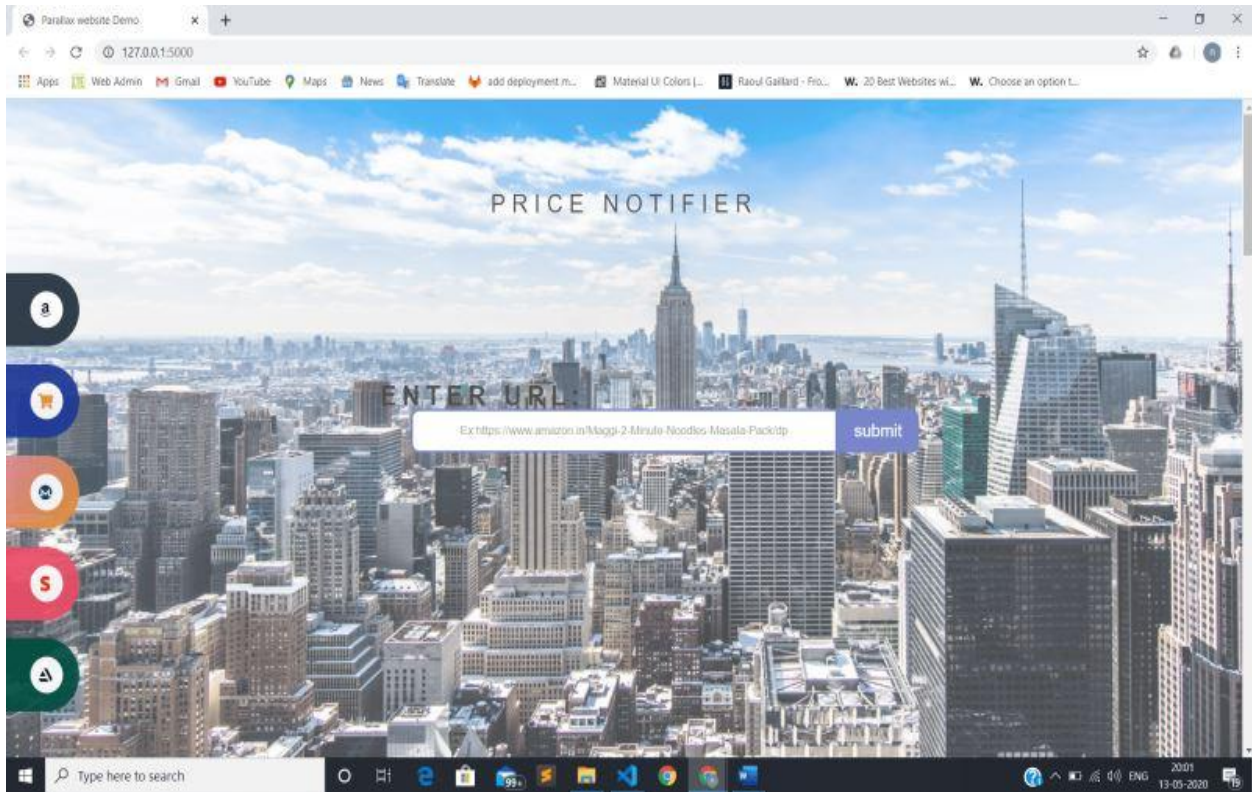 Parallax website Demo
127.0.0.1:5000
Apps Web Admin Gmail YouTube Maps News Translate add deployment m... Material UI Colors |... Raoul Gaillard - Fro... W. 20 Best Websites wi... W. Choose an option t...
PRICE NOTIFIER
a
ENTER URL:
Ex https://www.amazon.in/Maggi-2-Minute-Noodles-Masala-Pack/dp submit
M
S
A
Type here to search 99+ ENG 20:01
13-05-2020 19